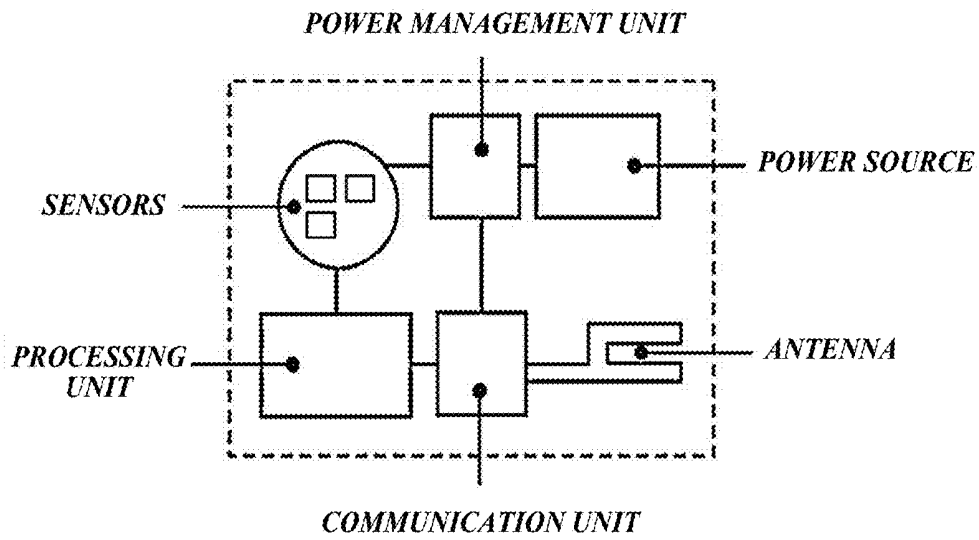 POWER MANAGEMENT UNIT
POWER SOURCE
SENSORS
PROCESSING
UNIT
ANTENNA
COMMUNICATION UNIT